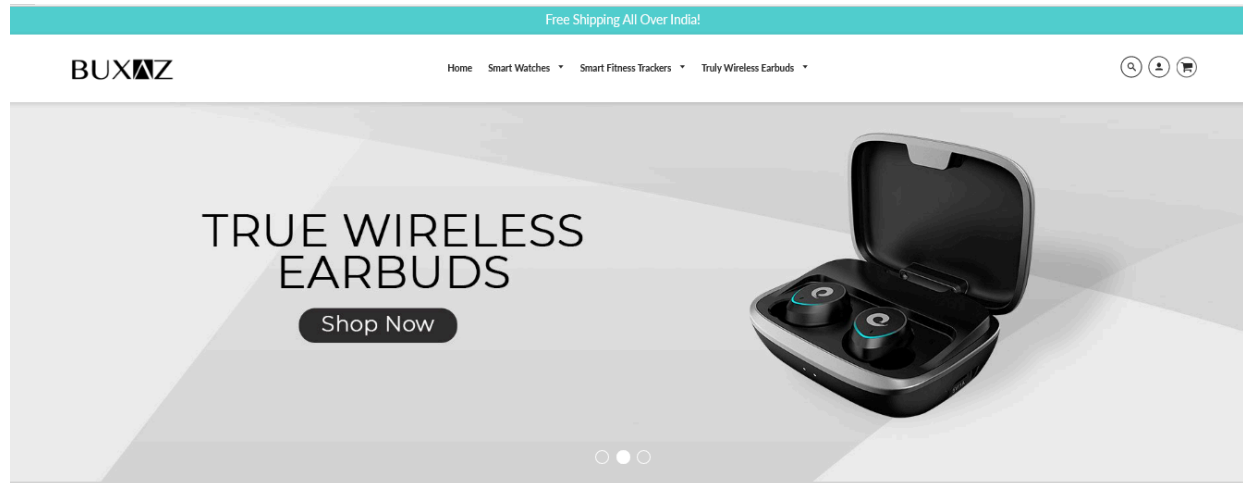 Free Shipping All Over India!
BUXAZ
Home Smart Watches Smart Fitness Trackers Truly Wireless Earbuds
TRUE WIRELESS
EARBUDS
Shop Now